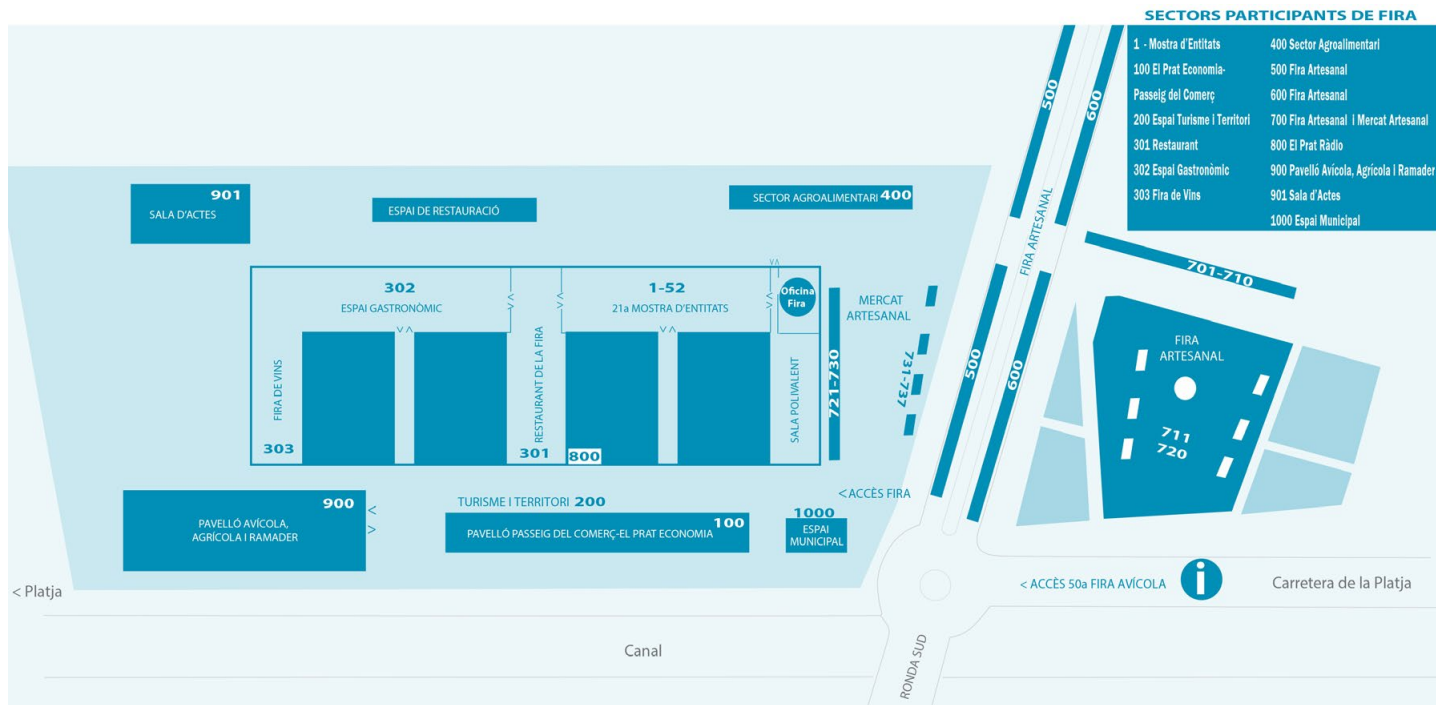 SECTORS PARTICIPANTS DE FIRA
1 - Mostra d'Entitats
100 El Prat Economia-
Passeig del Comerç
200 Espai Turisme i Territori
301 Restaurant
302 Espai Gastronòmic
303 Fira de Vins
400 Sector Agroalimentari
500 Fira Artesanal
600 Fira Artesanal
700 Fira Artesanal i Mercat Artesanal
800 El Prat Ràdio
900 Pavelló Avícola, Agrícola i Ramader
901 Sala d'Actes
1000 Espai Municipal
500
600
FIRA ARTESANAL
901
SALA D'ACTES
ESPAI DE RESTAURACIÓ
SECTOR AGROALIMENTARI 400
701-710
302
ESPAI GASTRONÒMIC
1-52
21a MOSTRA D'ENTITATS
Oficina
Fira
MERCAT
ARTESANAL
FIRA
ARTESANAL
FIRA DE VINS
303
RESTAURANT DE LA FIRA
301
800
SALA POLIVALENT
721-730
731-737
500
600
711
720
900
PAVELLÓ AVÍCOLA,
AGRÍCOLA I RAMADER
TURISME I TERRITORI 200
100
PAVELLÓ PASSEIG DEL COMERÇ-EL PRAT ECONOMIA
<ACCÈS FIRA
1000
ESPAI
MUNICIPAL
< Platja
< ACCÈS 50a FIRA AVÍCOLA
i
Carretera de la Platja
Canal
RONDA SUD